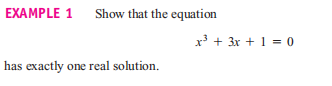 EXAMPLE 1 Show that the equation
x³ + 3x + 1 = 0
has exactly one real solution.